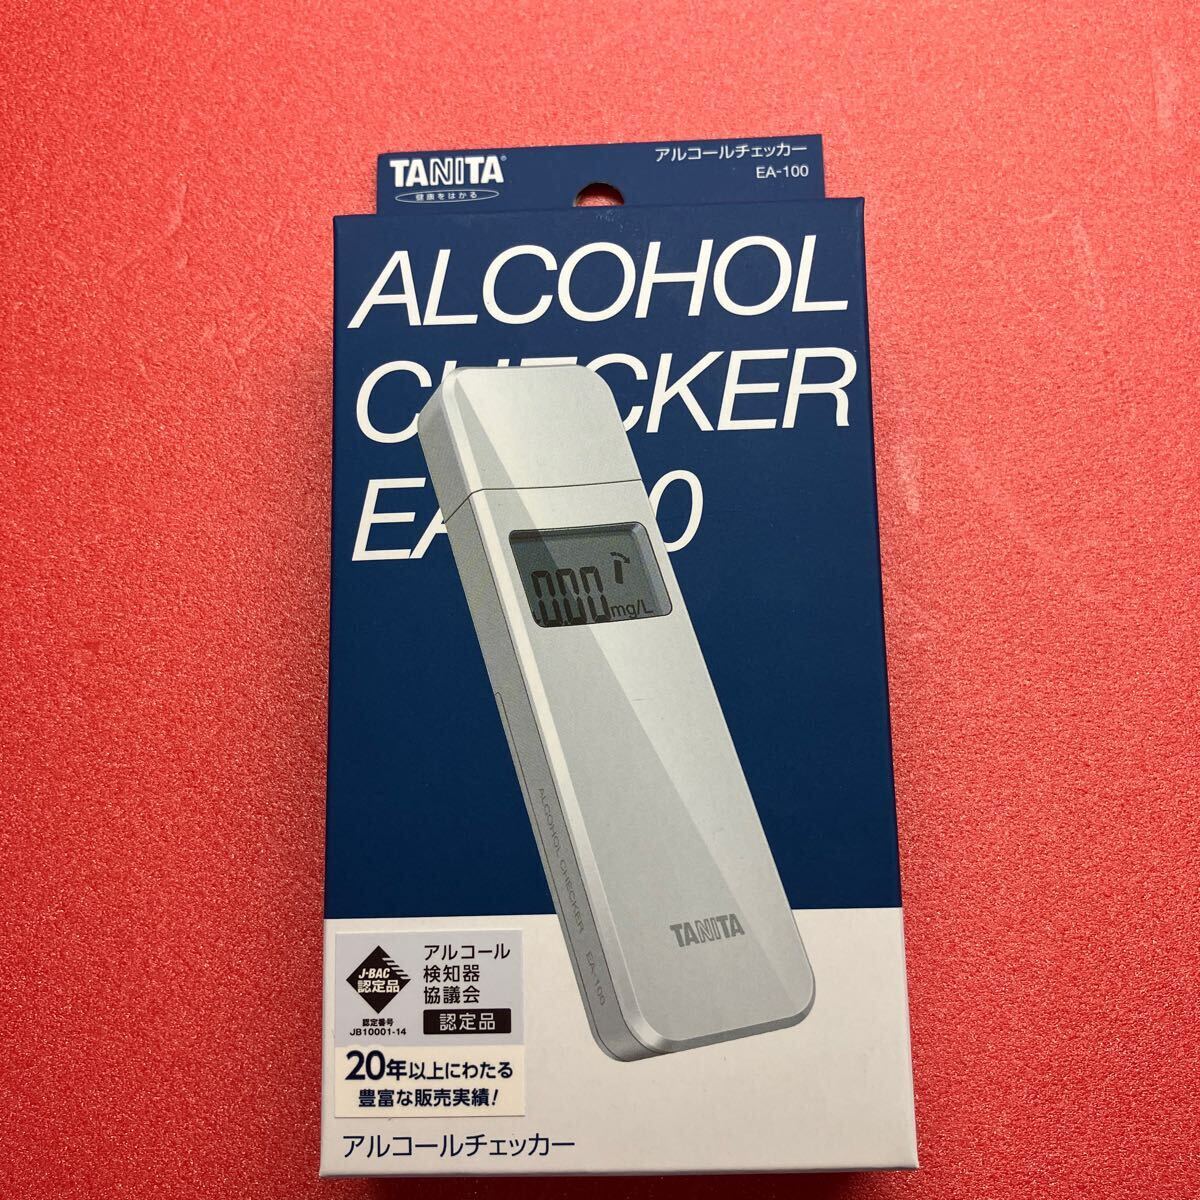 TANITA®
健康をはかる
アルコールチェッカー
EA-100
ALCOHOL
CHECKER
EA-100
0.00 mg/L
ALCOHOL CHECKER EA-100
TANITA
J-BAC
認定品
認定番号
JB10001-14
アルコール
検知器
協議会
認定品
20年以上にわたる
豊富な販売実績!
アルコールチェッカー